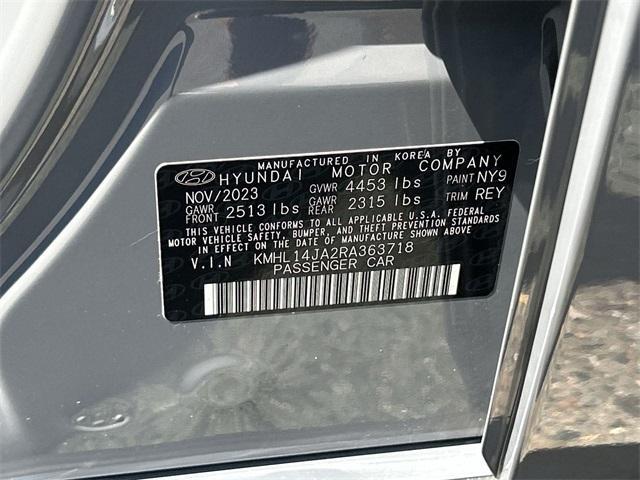 MANUFACTURED IN KOREA BY
HYUNDAI MOTOR COMPANY
NOV/2023 GVWR 4453 lbs PAINT NY9
GAWR FRONT 2513 lbs GAWR REAR 2315 lbs TRIM REY
THIS VEHICLE CONFORMS TO ALL APPLICABLE U.S.A. FEDERAL
MOTOR VEHICLE SAFETY, BUMPER, AND THEFT PREVENTION STANDARDS
IN EFFECT ON THE DATE OF MANUFACTURE SHOWN ABOVE.
V.I.N KMHL14JA2RA363718
PASSENGER CAR